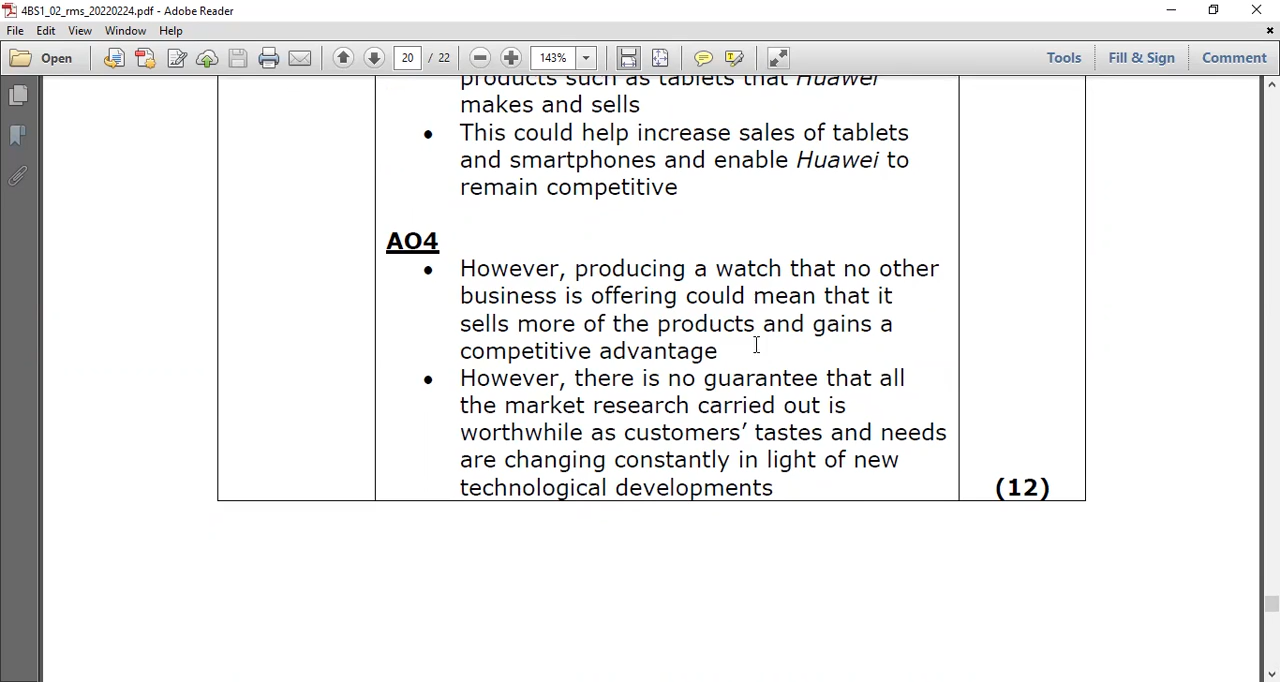 4BS1_02_rms_20220224.pdf - Adobe Reader
File Edit View Window Help
Open 20 / 22 143% Tools Fill & Sign Comment
products such as tablets that Huawei
makes and sells
• This could help increase sales of tablets
and smartphones and enable Huawei to
remain competitive
AO4
• However, producing a watch that no other
business is offering could mean that it
sells more of the products and gains a
competitive advantage
• However, there is no guarantee that all
the market research carried out is
worthwhile as customers’ tastes and needs
are changing constantly in light of new
technological developments (12)